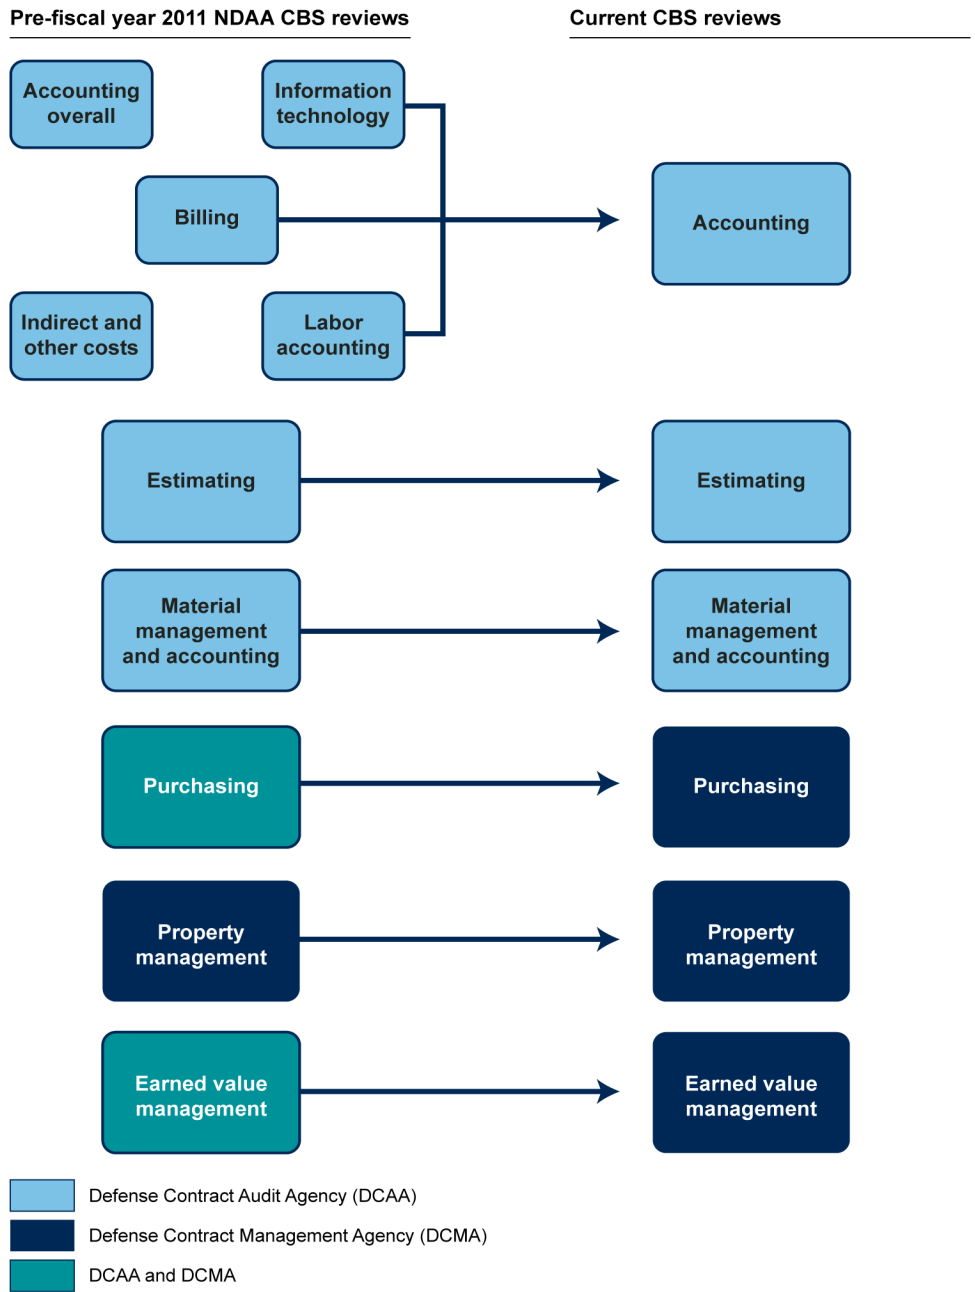 Pre-fiscal year 2011 NDAA CBS reviews
Current CBS reviews
Accounting
overall
Information
technology
Billing
Accounting
Indirect and
other costs
Labor
accounting
Estimating
Estimating
Material
management
and accounting
Material
management
and accounting
Purchasing
Purchasing
Property
management
Property
management
Earned value
management
Earned value
management
Defense Contract Audit Agency (DCAA)
Defense Contract Management Agency (DCMA)
DCAA and DCMA